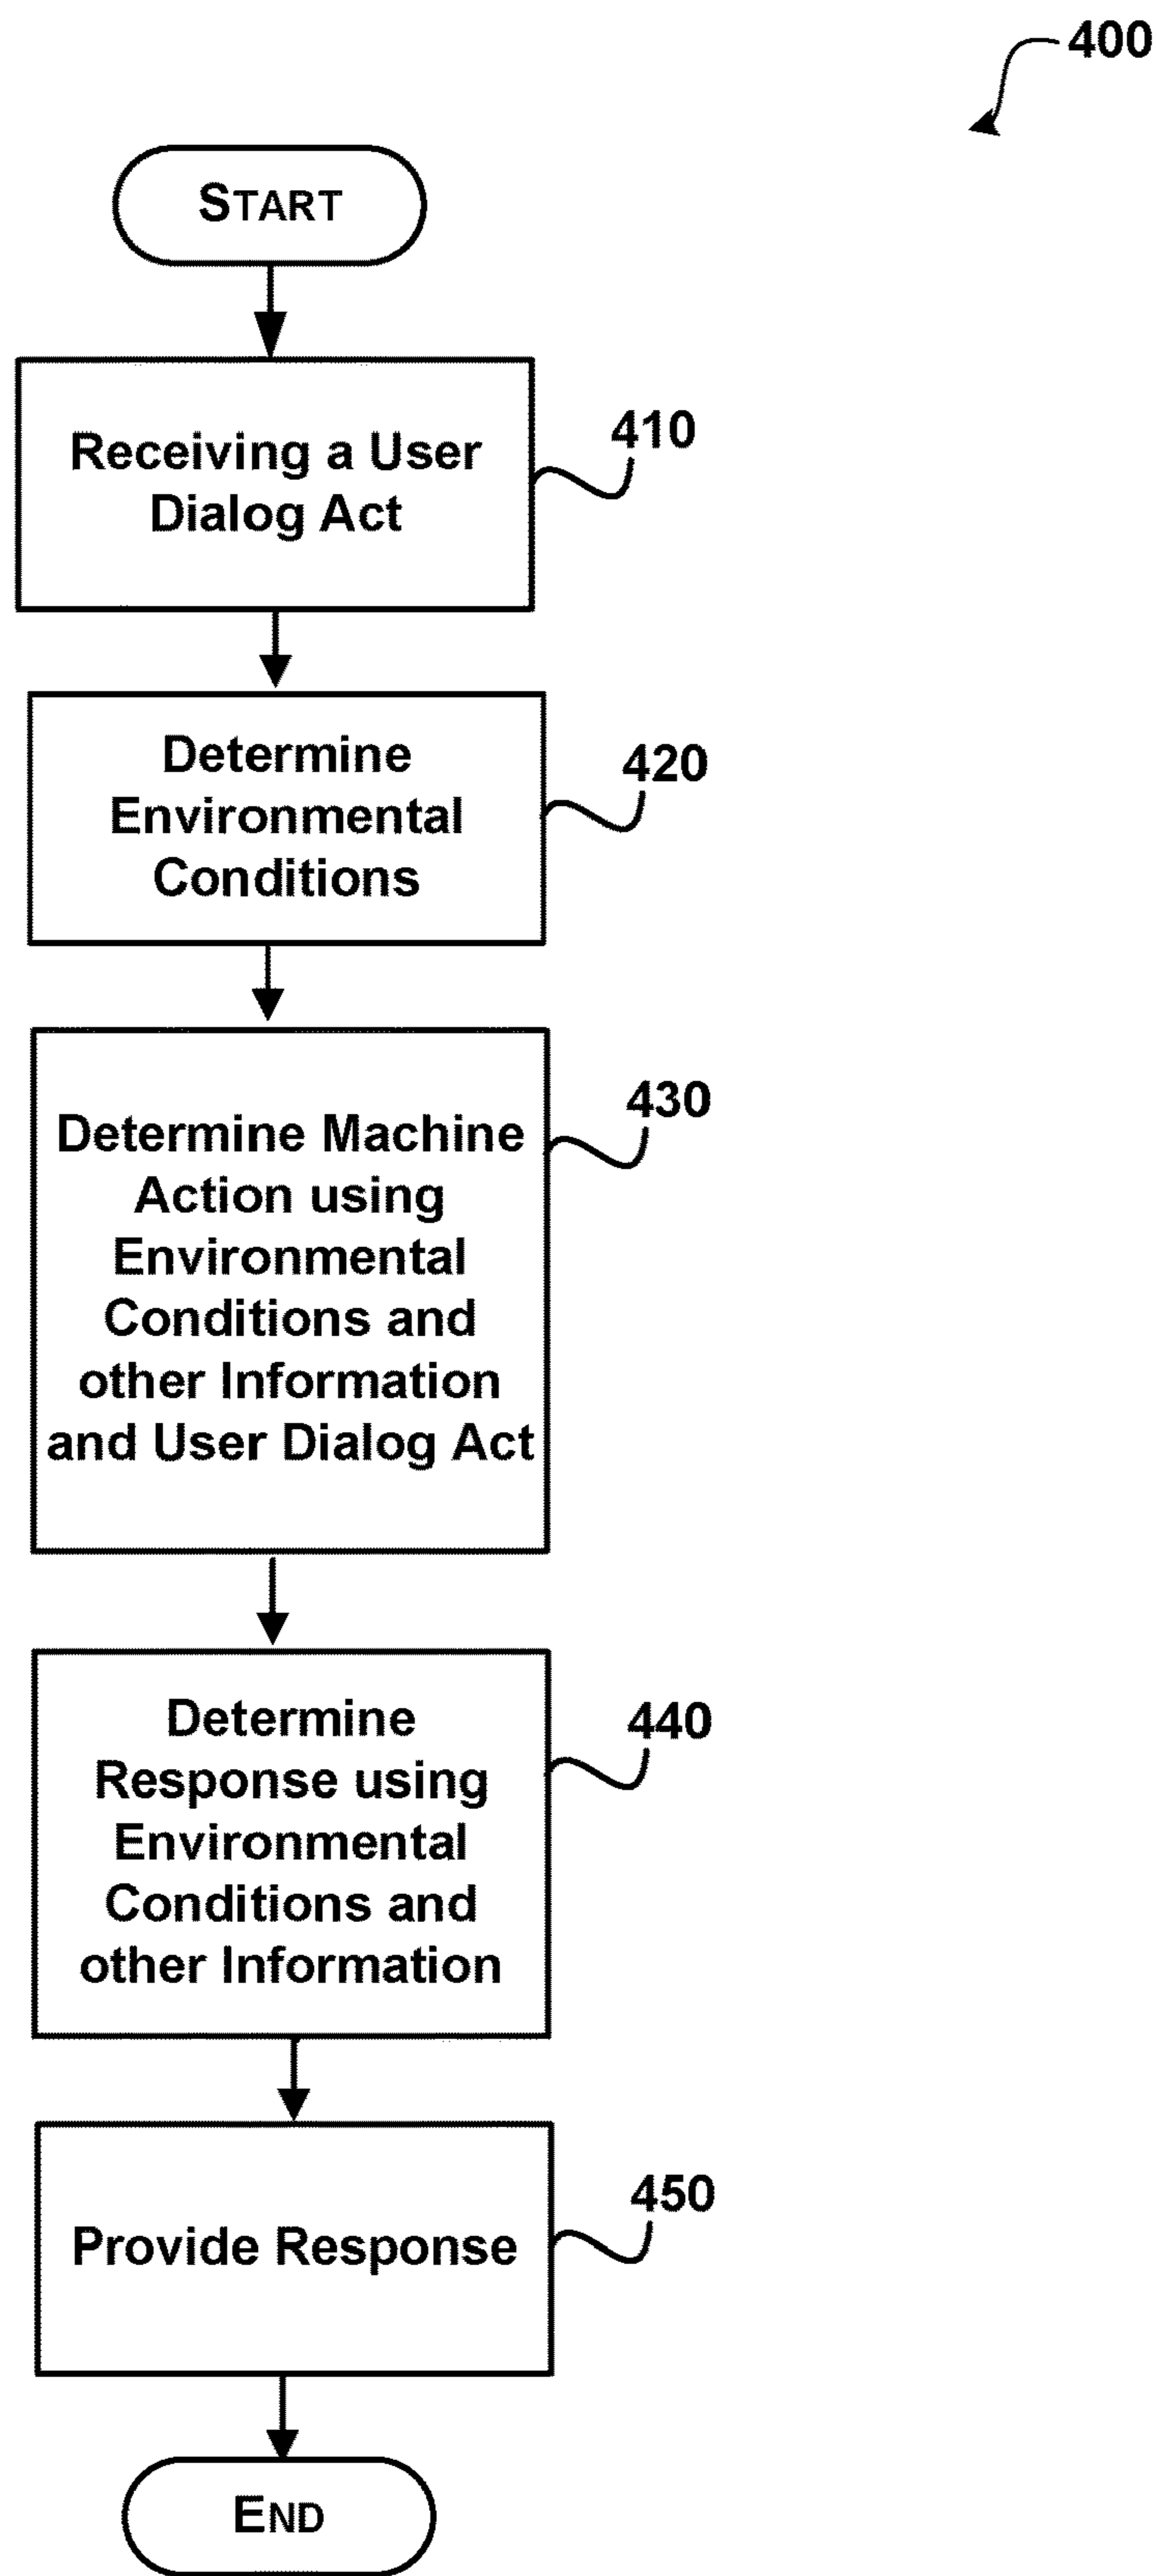 400
START
Receiving a User
Dialog Act
410
Determine
Environmental
Conditions
420
Determine Machine
Action using
Environmental
Conditions and
other Information
and User Dialog Act
430
Determine
Response using
Environmental
Conditions and
other Information
440
Provide Response
450
END